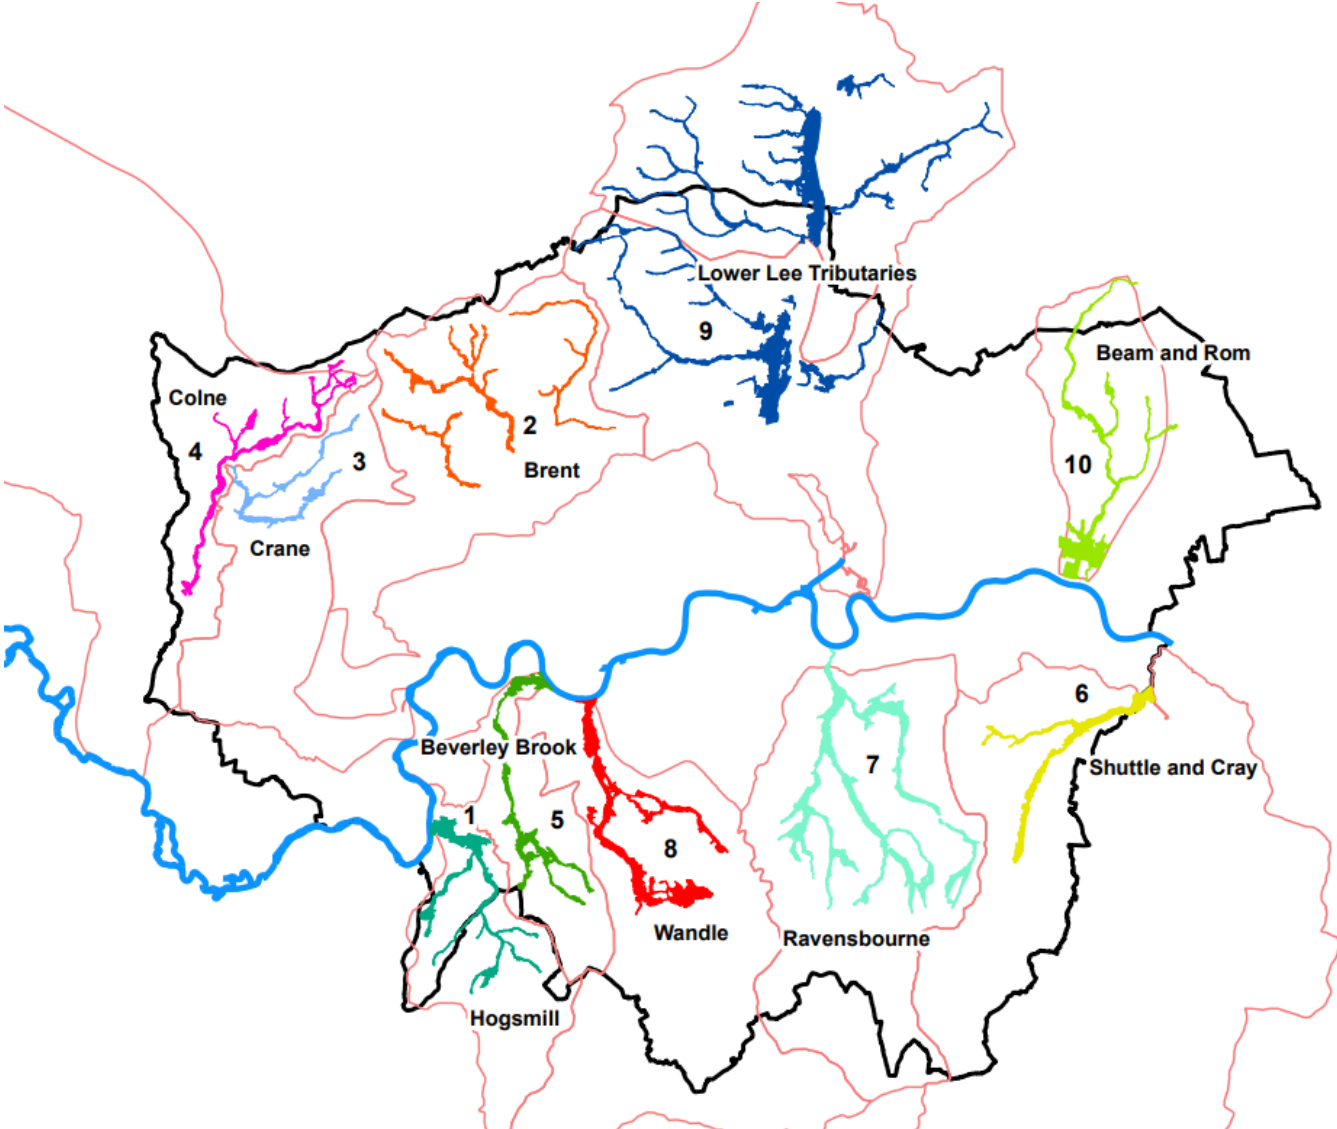 Lower Lee Tributaries
9
Beam and Rom
Colne
2
4
3
Brent
10
Crane
6
Beverley Brook
7
Shuttle and Cray
1
5
8
Wandle
Ravensbourne
Hogsmill